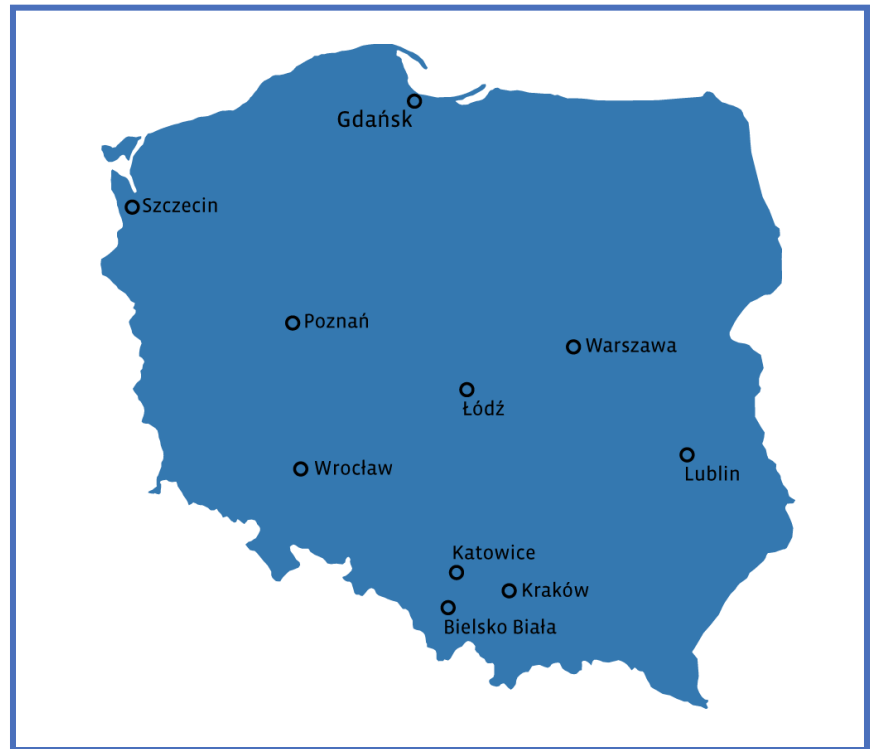 Gdańsk
Szczecin
Poznań
Warszawa
Łódź
Wrocław
Lublin
Katowice
Kraków
Bielsko Biała